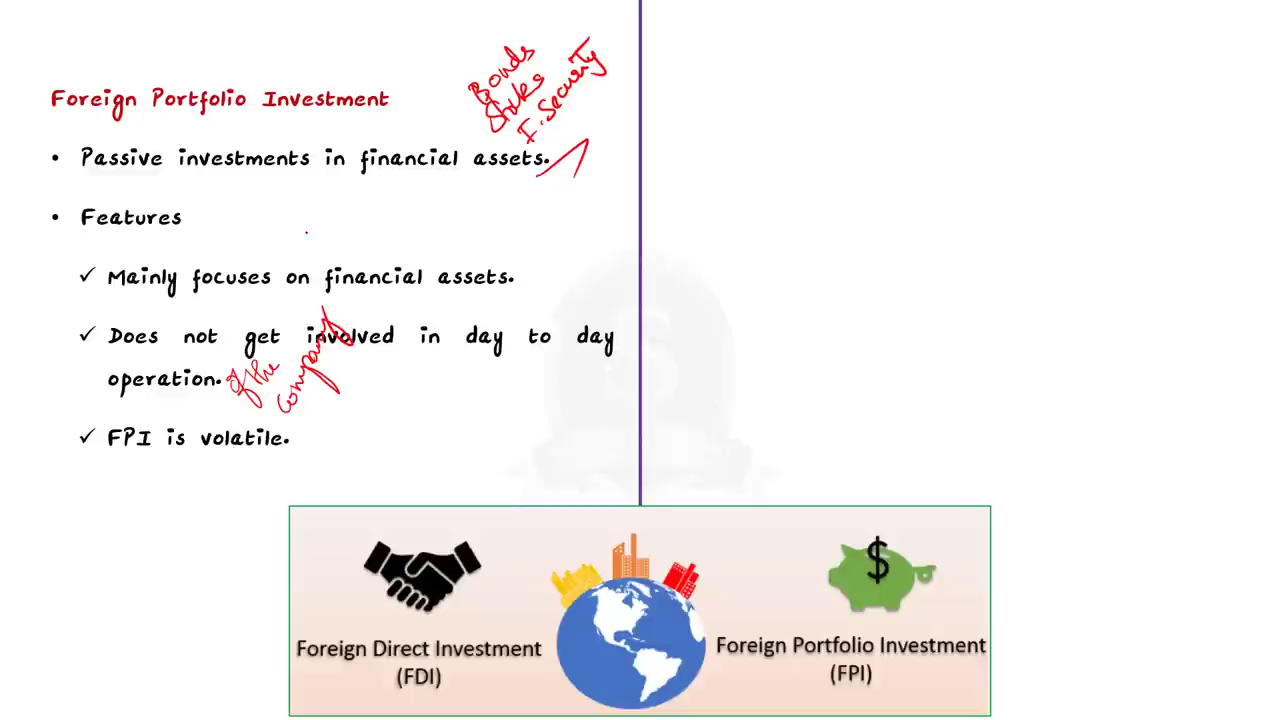 Bonds
Stocks
F. Security
Foreign Portfolio Investment
• Passive investments in financial assets.
• Features
✓ Mainly focuses on financial assets.
✓ Does not get involved in day to day
operation.
of the
company
✓ FPI is volatile.
Foreign Direct Investment
(FDI)
$
Foreign Portfolio Investment
(FPI)